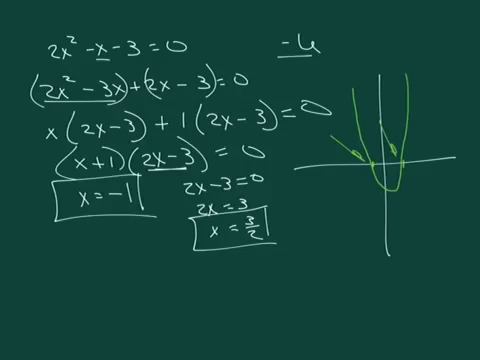 2x² - x - 3 = 0
-6
(2x² - 3x) + (2x - 3) = 0
x(2x-3) + 1(2x-3) = 0
(x+1)(2x-3) = 0
x = -1
2x-3=0
2x = 3
x = 3/2